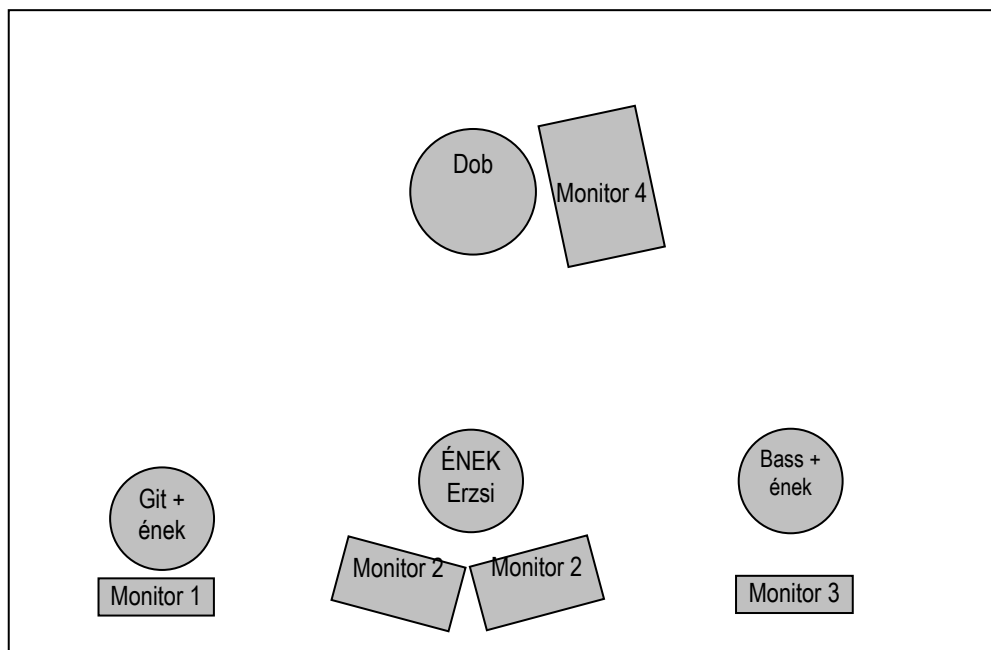 Dob
Monitor 4
ÉNEK
Erzsi
Bass +
ének
Git +
ének
Monitor 2
Monitor 2
Monitor 1
Monitor 3